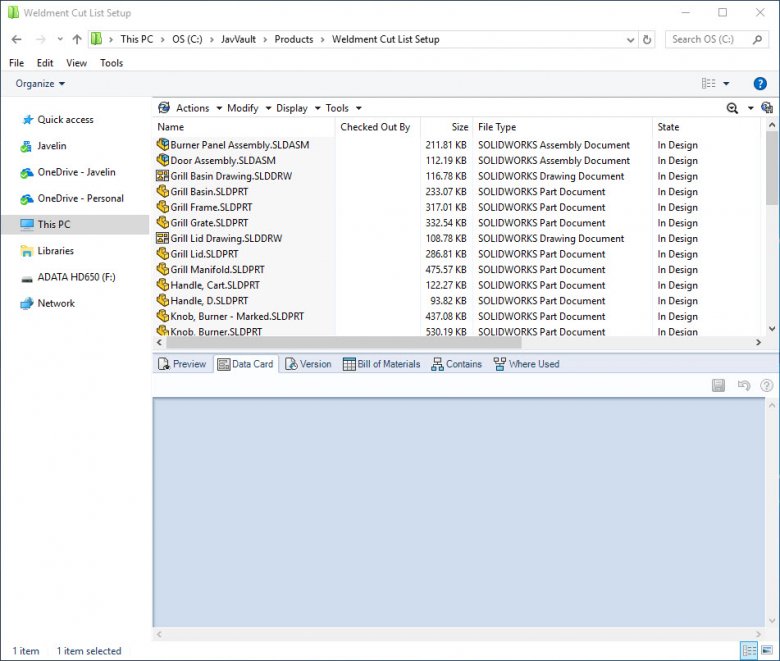 Weldment Cut List Setup
This PC > OS (C:) > JavVault > Products > Weldment Cut List Setup
Search OS (C:)
File Edit View Tools
Organize
Quick access
Javelin
OneDrive - Javelin
OneDrive - Personal
This PC
Libraries
ADATA HD650 (F:)
Network
Actions Modify Display Tools
Name Checked Out By Size File Type State
Burner Panel Assembly.SLDASM 211.81 KB SOLIDWORKS Assembly Document In Design
Door Assembly.SLDASM 112.19 KB SOLIDWORKS Assembly Document In Design
Grill Basin Drawing.SLDDRW 116.78 KB SOLIDWORKS Drawing Document In Design
Grill Basin.SLDPRT 233.07 KB SOLIDWORKS Part Document In Design
Grill Frame.SLDPRT 317.01 KB SOLIDWORKS Part Document In Design
Grill Grate.SLDPRT 332.54 KB SOLIDWORKS Part Document In Design
Grill Lid Drawing.SLDDRW 108.78 KB SOLIDWORKS Drawing Document In Design
Grill Lid.SLDPRT 286.81 KB SOLIDWORKS Part Document In Design
Grill Manifold.SLDPRT 475.57 KB SOLIDWORKS Part Document In Design
Handle, Cart.SLDPRT 122.27 KB SOLIDWORKS Part Document In Design
Handle, D.SLDPRT 93.82 KB SOLIDWORKS Part Document In Design
Knob, Burner - Marked.SLDPRT 437.08 KB SOLIDWORKS Part Document In Design
Knob, Burner.SLDPRT 530.19 KB SOLIDWORKS Part Document In Design
Preview Data Card Version Bill of Materials Contains Where Used
1 item 1 item selected